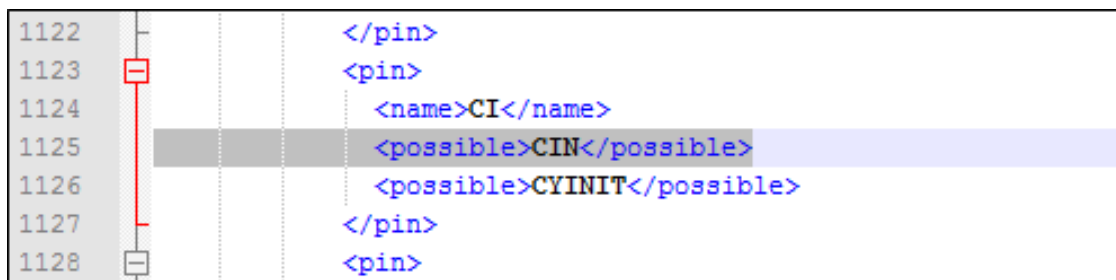 1122 </pin>
1123 <pin>
1124 <name>CI</name>
1125 <possible>CIN</possible>
1126 <possible>CYINIT</possible>
1127 </pin>
1128 <pin>